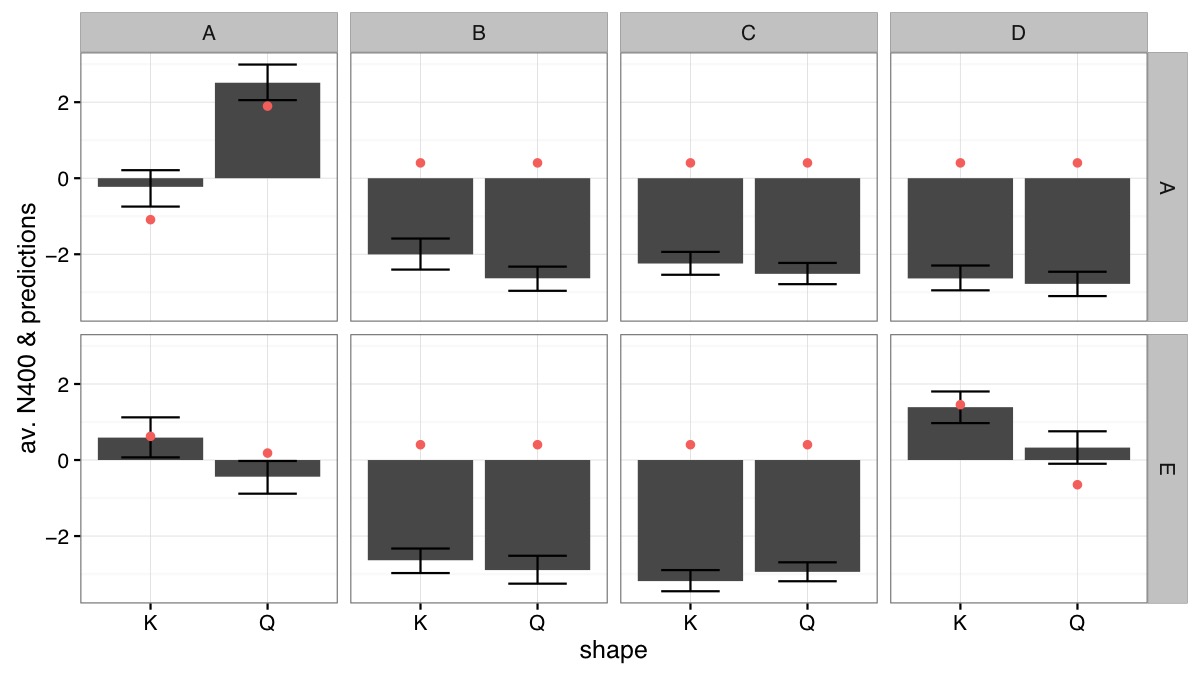 A B C D
av. N400 & predictions
2
0
−2
A
2
0
−2
E
K Q K Q K Q K Q
shape